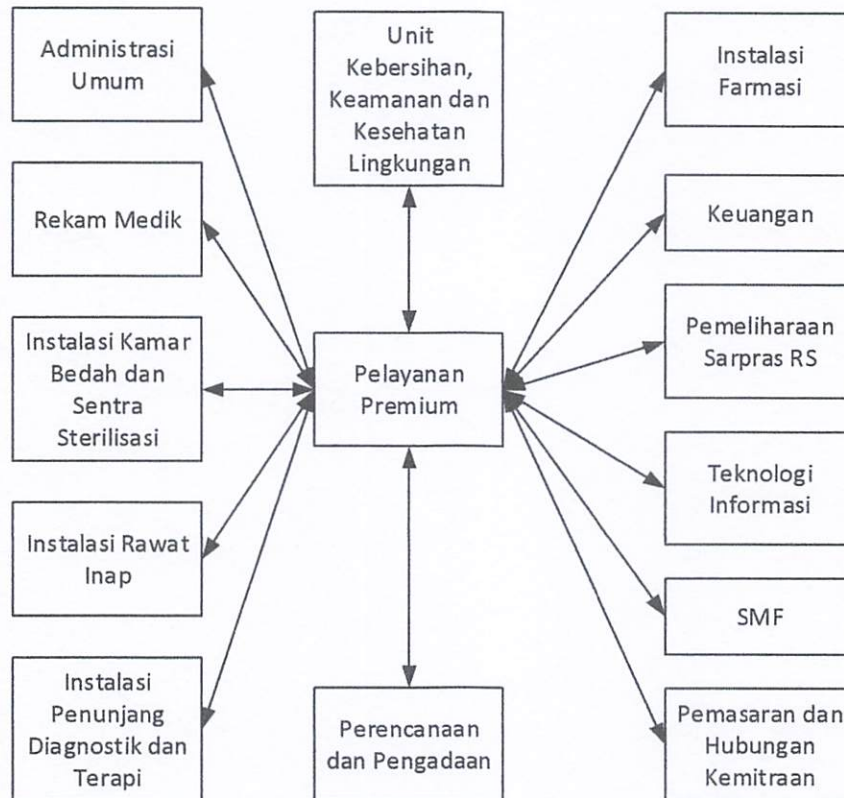 Administrasi
Umum
Rekam Medik
Instalasi Kamar
Bedah dan
Sentra
Sterilisasi
Instalasi Rawat
Inap
Instalasi
Penunjang
Diagnostik dan
Terapi
Unit
Kebersihan,
Keamanan dan
Kesehatan
Lingkungan
Pelayanan
Premium
Perencanaan
dan Pengadaan
Instalasi
Farmasi
Keuangan
Pemeliharaan
Sarpras RS
Teknologi
Informasi
SMF
Pemasaran dan
Hubungan
Kemitraan